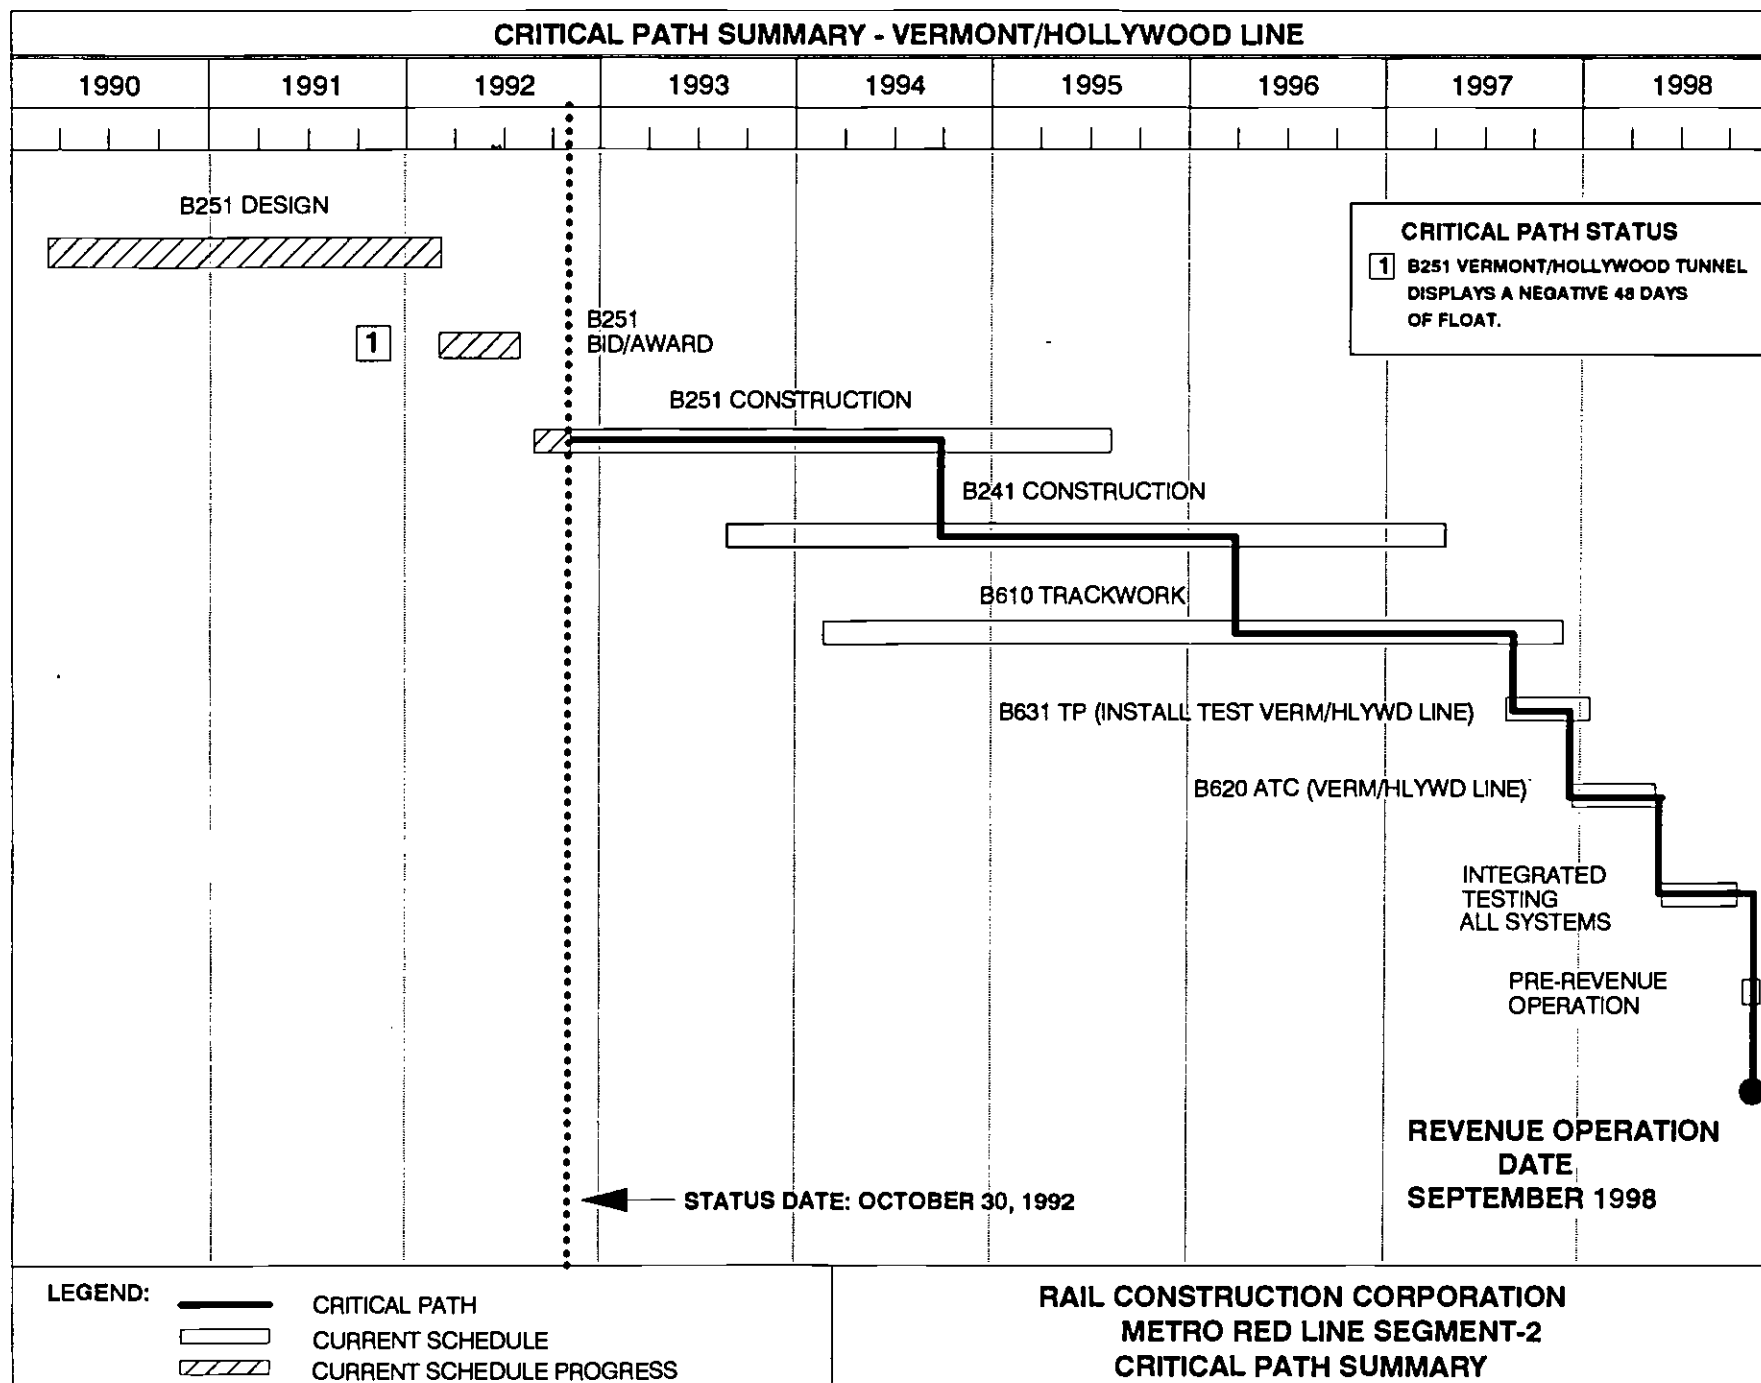 CRITICAL PATH SUMMARY - VERMONT/HOLLYWOOD LINE
1990 1991 1992 1993 1994 1995 1996 1997 1998
B251 DESIGN
CRITICAL PATH STATUS
1 B251 VERMONT/HOLLYWOOD TUNNEL
DISPLAYS A NEGATIVE 48 DAYS
OF FLOAT.
1
B251
BID/AWARD
B251 CONSTRUCTION
B241 CONSTRUCTION
B610 TRACKWORK
B631 TP (INSTALL TEST VERM/HLYWD LINE)
B620 ATC (VERM/HLYWD LINE)
INTEGRATED
TESTING
ALL SYSTEMS
PRE-REVENUE
OPERATION
REVENUE OPERATION
DATE
SEPTEMBER 1998
STATUS DATE: OCTOBER 30, 1992
LEGEND:
CRITICAL PATH
CURRENT SCHEDULE
CURRENT SCHEDULE PROGRESS
RAIL CONSTRUCTION CORPORATION
METRO RED LINE SEGMENT-2
CRITICAL PATH SUMMARY